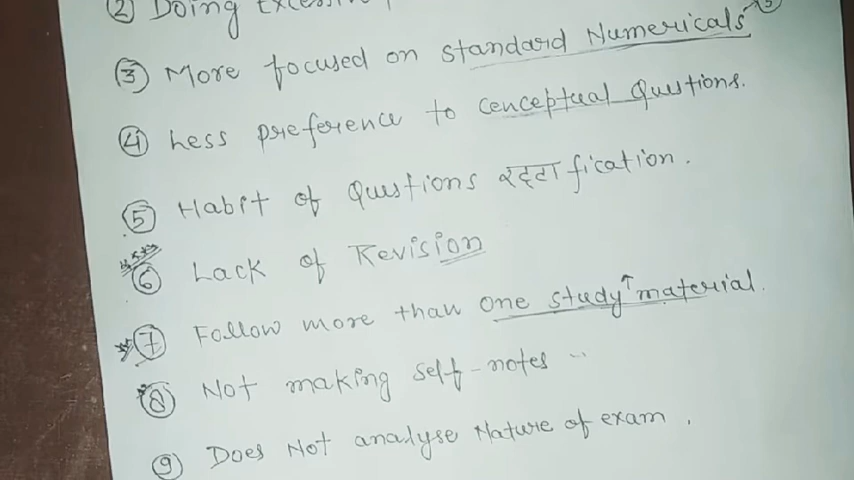 ② Doing
③ More focused on standard Numericals
④ Less preference to conceptual Questions.
⑤ Habit of Questions रट्टाfication.
⑥ Lack of Revision
⑦ Follow more than one study material.
⑧ Not making self-notes
⑨ Does Not analyse Nature of exam.